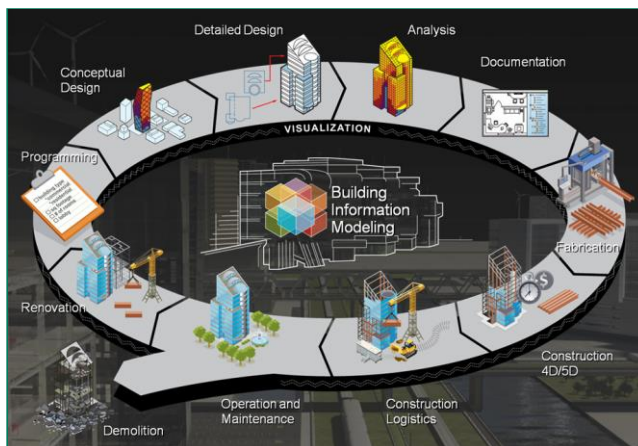 Detailed Design
Analysis
Conceptual
Design
Documentation
VISUALIZATION
Programming
Building
Information
Modeling
Fabrication
Renovation
Construction
4D/5D
Operation and
Maintenance
Construction
Logistics
Demolition